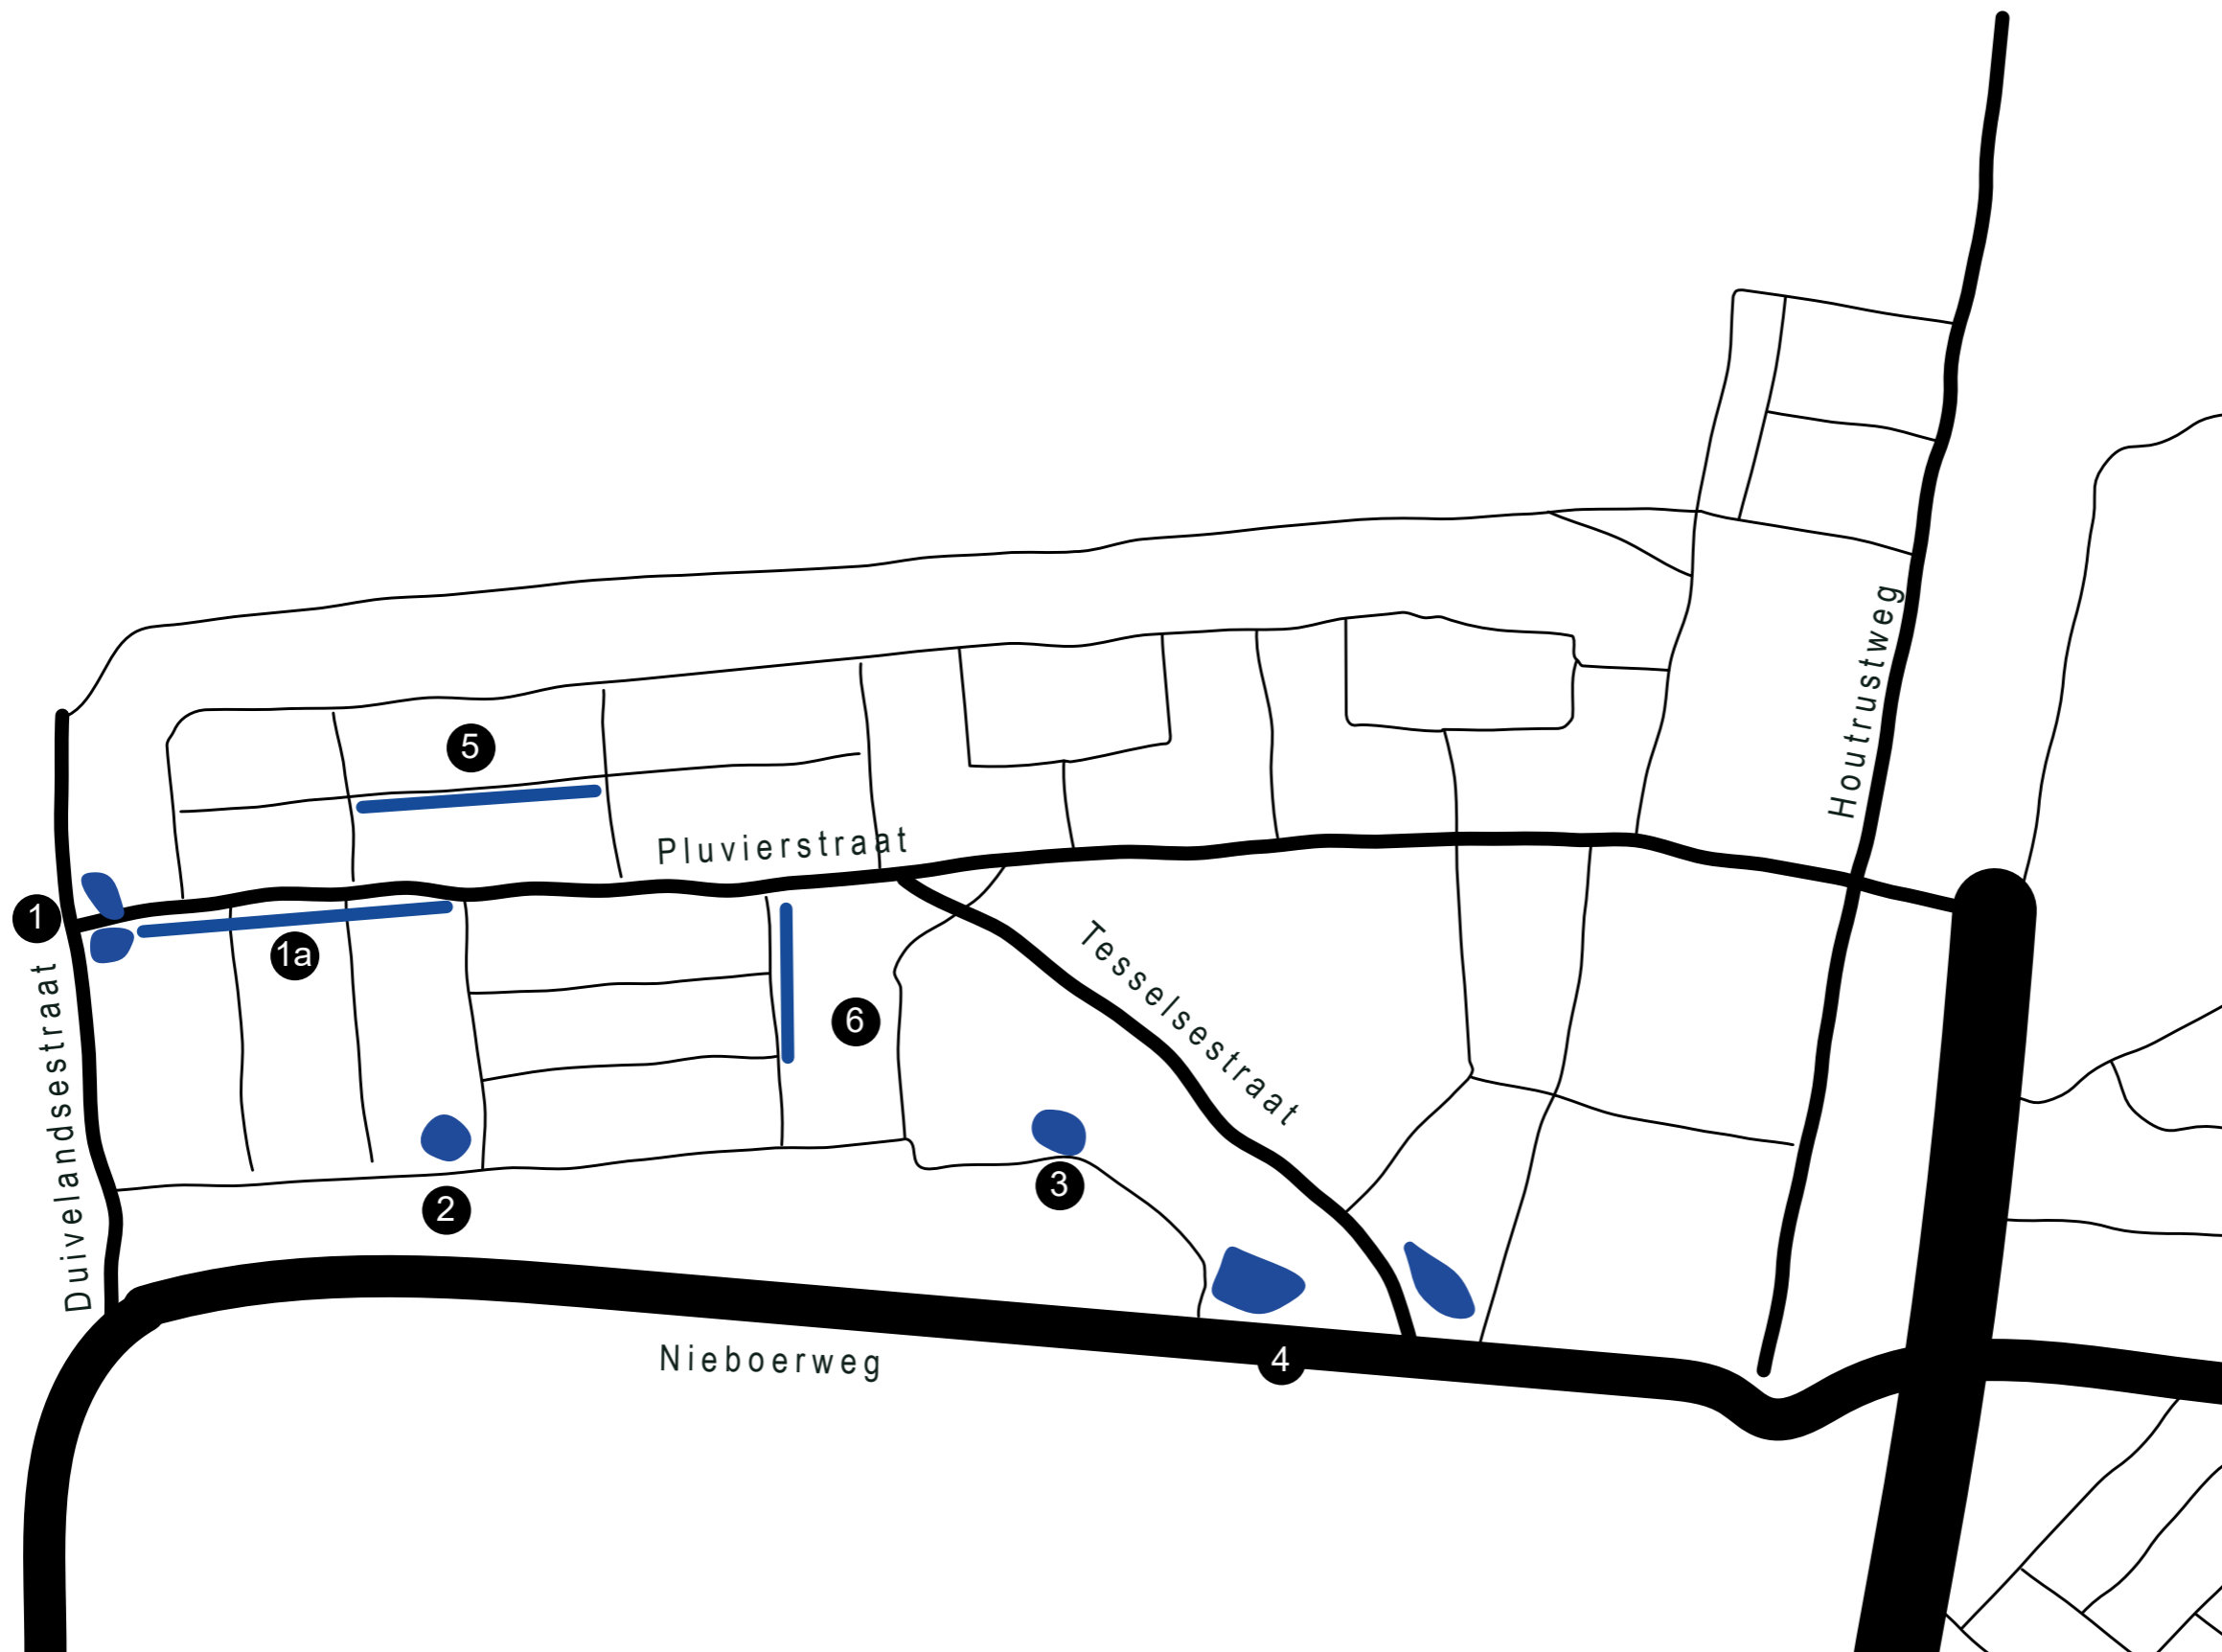 Houtrustweg
5
Pluvierstraat
1
1a
Tesselsestraat
6
Duivelandsestraat
3
2
4
Nieboerweg